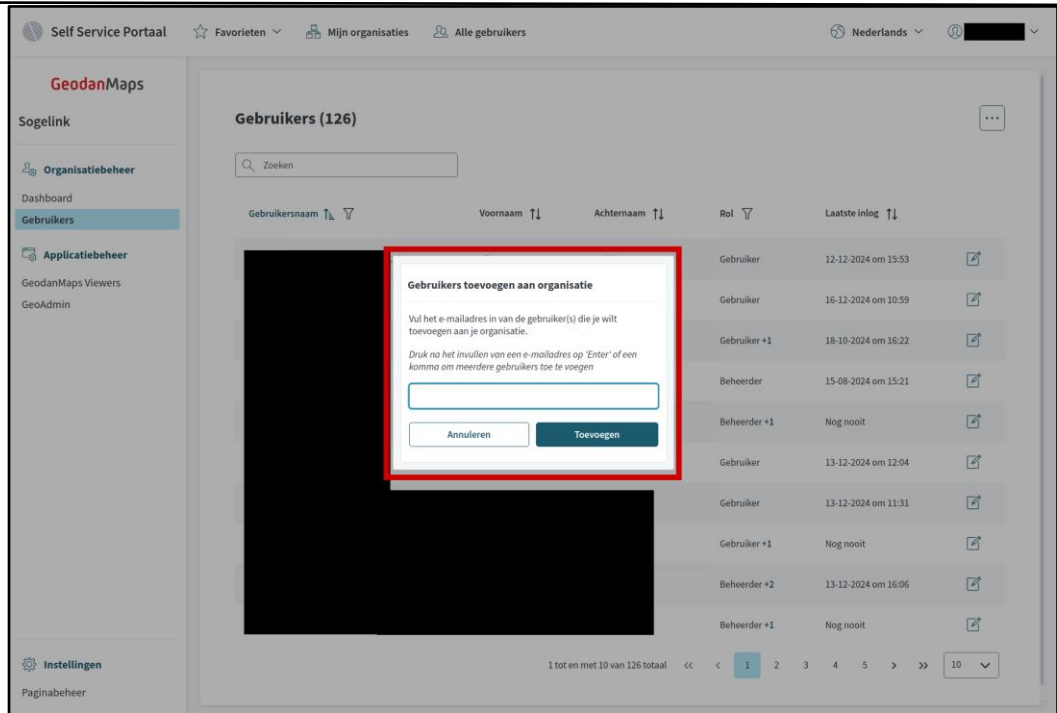 Self Service Portaal
Favorieten
Mijn organisaties
Alle gebruikers
Nederlands
GeodanMaps
Sogelink
Organisatiebeheer
Dashboard
Gebruikers
Applicatiebeheer
GeodanMaps Viewers
GeoAdmin
Instellingen
Paginabeheer
Gebruikers (126)
...
Zoeken
Gebruikersnaam Voornaam Achternaam Rol Laatste inlog
Gebruiker 12-12-2024 om 15:53
Gebruiker 16-12-2024 om 10:59
Gebruiker +1 18-10-2024 om 16:22
Beheerder 15-08-2024 om 15:21
Beheerder +1 Nog nooit
Gebruiker 13-12-2024 om 12:04
Gebruiker 13-12-2024 om 11:31
Gebruiker +1 Nog nooit
Beheerder +2 13-12-2024 om 16:06
Beheerder +1 Nog nooit
Gebruikers toevoegen aan organisatie
Vul het e-mailadres in van de gebruiker(s) die je wilt
toevoegen aan je organisatie.
Druk na het invullen van een e-mailadres op 'Enter' of een
komma om meerdere gebruikers toe te voegen
Annuleren Toevoegen
1 tot en met 10 van 126 totaal << < 1 2 3 4 5 > >> 10